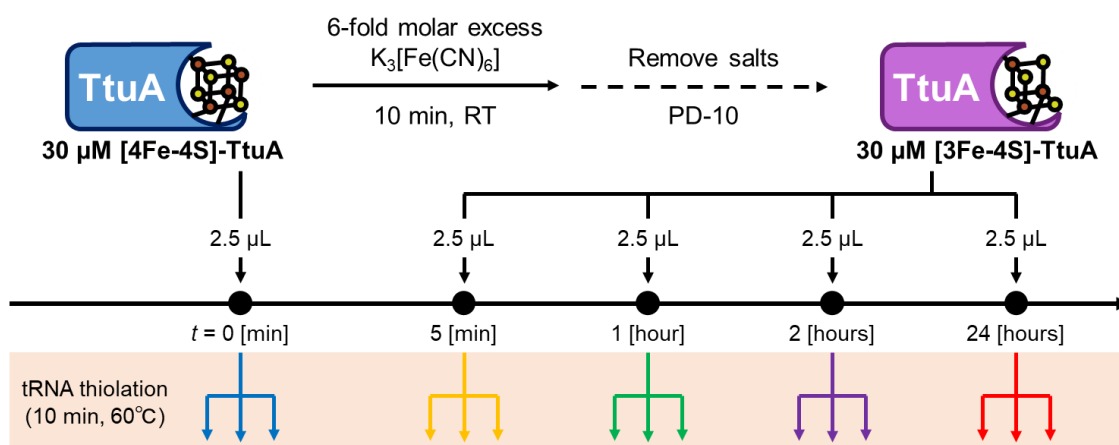 6-fold molar excess
K₃[Fe(CN)₆]
10 min, RT
Remove salts
PD-10
TtuA
TtuA
30 µM [4Fe-4S]-TtuA
30 µM [3Fe-4S]-TtuA
2.5 µL
2.5 µL
2.5 µL
2.5 µL
2.5 µL
t = 0 [min]
5 [min]
1 [hour]
2 [hours]
24 [hours]
tRNA thiolation
(10 min, 60℃)